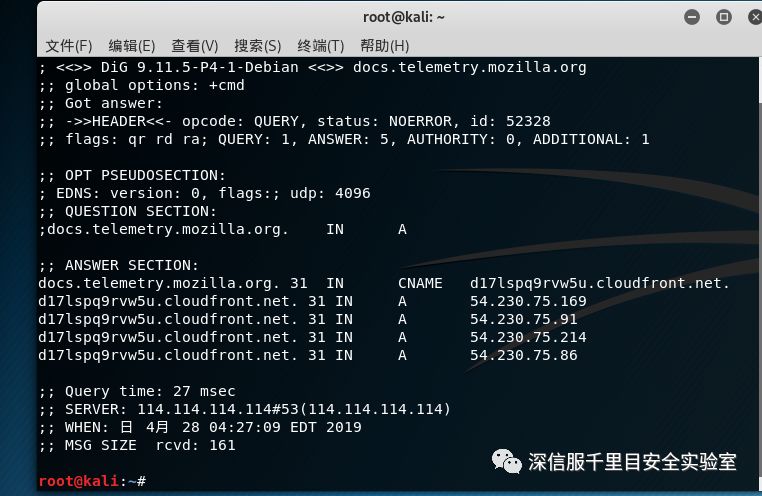 root@kali: ~
文件(F) 编辑(E) 查看(V) 搜索(S) 终端(T) 帮助(H)
; <<>> DiG 9.11.5-P4-1-Debian <<>> docs.telemetry.mozilla.org
;; global options: +cmd
;; Got answer:
;; ->>HEADER<<- opcode: QUERY, status: NOERROR, id: 52328
;; flags: qr rd ra; QUERY: 1, ANSWER: 5, AUTHORITY: 0, ADDITIONAL: 1
;; OPT PSEUDOSECTION:
; EDNS: version: 0, flags:; udp: 4096
;; QUESTION SECTION:
;docs.telemetry.mozilla.org. IN A
;; ANSWER SECTION:
docs.telemetry.mozilla.org. 31 IN CNAME d17lspq9rvw5u.cloudfront.net.
d17lspq9rvw5u.cloudfront.net. 31 IN A 54.230.75.169
d17lspq9rvw5u.cloudfront.net. 31 IN A 54.230.75.91
d17lspq9rvw5u.cloudfront.net. 31 IN A 54.230.75.214
d17lspq9rvw5u.cloudfront.net. 31 IN A 54.230.75.86
;; Query time: 27 msec
;; SERVER: 114.114.114.114#53(114.114.114.114)
;; WHEN: 日 4月 28 04:27:09 EDT 2019
;; MSG SIZE rcvd: 161
深信服千里目安全实验室
root@kali:~#